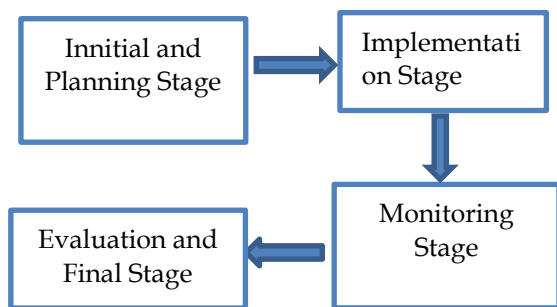 Innitial and
Planning Stage
Implementati
on Stage
Monitoring
Stage
Evaluation and
Final Stage